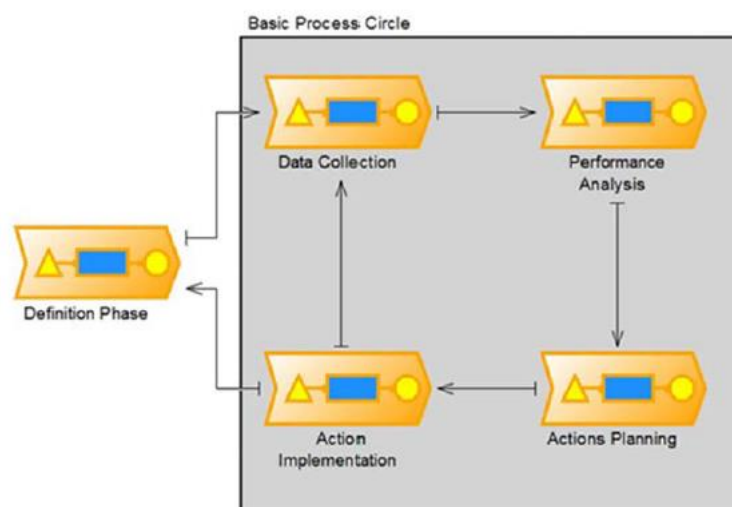 Basic Process Circle
Data Collection
Performance
Analysis
Definition Phase
Action
Implementation
Actions Planning